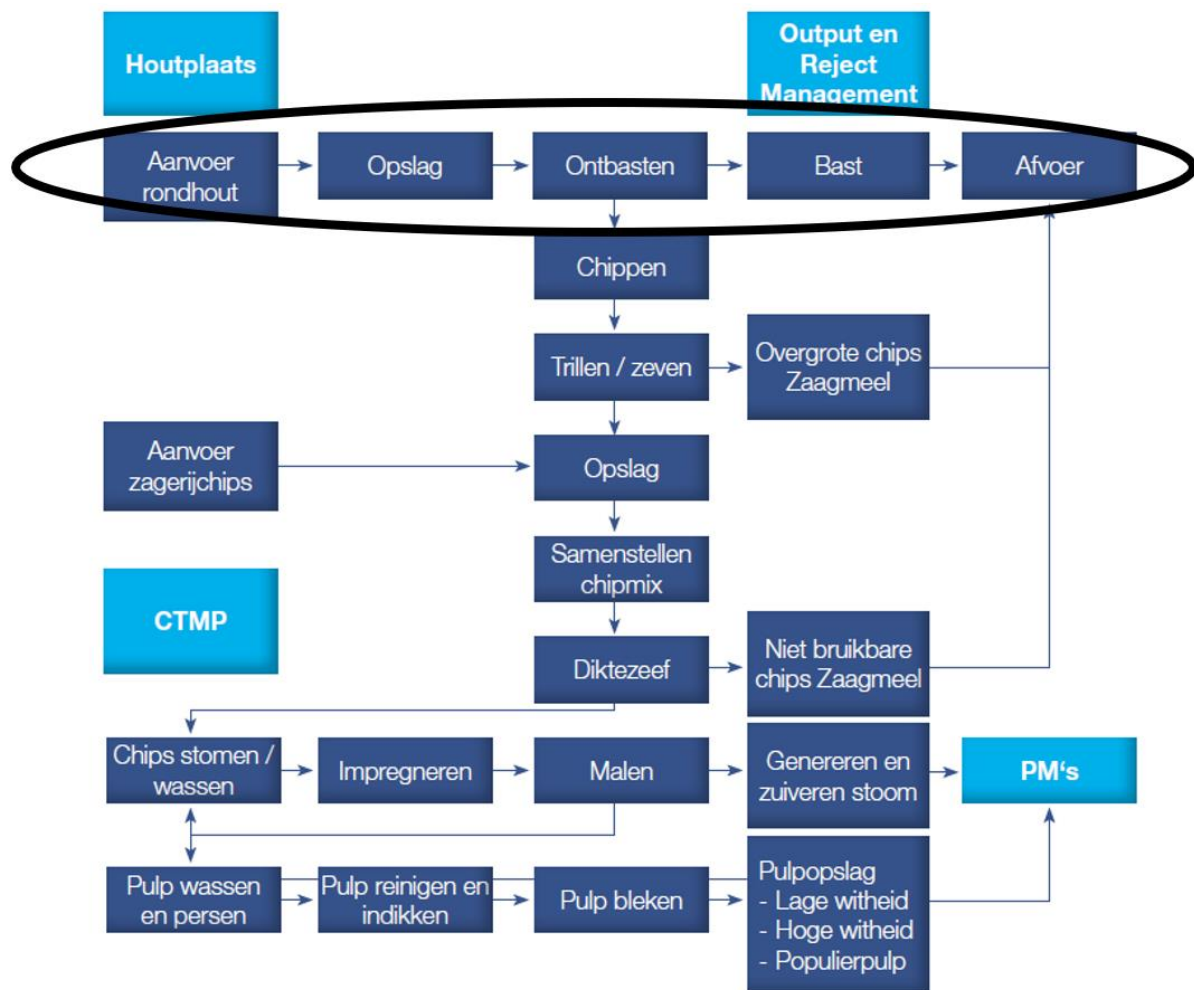 Houtplaats
Output en
Reject
Management
Aanvoer
rondhout
Opslag
Ontbasten
Bast
Afvoer
Chippen
Trillen / zeven
Overgrote chips
Zaagmeel
Aanvoer
zagerijchips
Opslag
Samenstellen
chipmix
CTMP
Diktezeef
Niet bruikbare
chips Zaagmeel
Chips stomen /
wassen
Impregneren
Malen
Genereren en
zuiveren stoom
PM‘s
Pulp wassen
en persen
Pulp reinigen en
indikken
Pulp bleken
Pulpopslag
- Lage witheid
- Hoge witheid
- Populierpulp